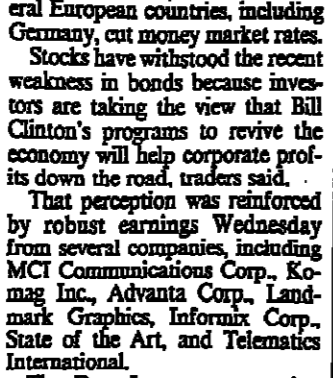 eral European countries, including
Germany, cut money market rates.
Stocks have withstood the recent
weakness in bonds because inves-
tors are taking the view that Bill
Clinton's programs to revive the
economy will help corporate prof-
its down the road, traders said.
That perception was reinforced
by robust earnings Wednesday
from several companies, including
MCI Communications Corp., Ko-
mag Inc., Advanta Corp., Land-
mark Graphics, Informix Corp.,
State of the Art, and Telematics
International.